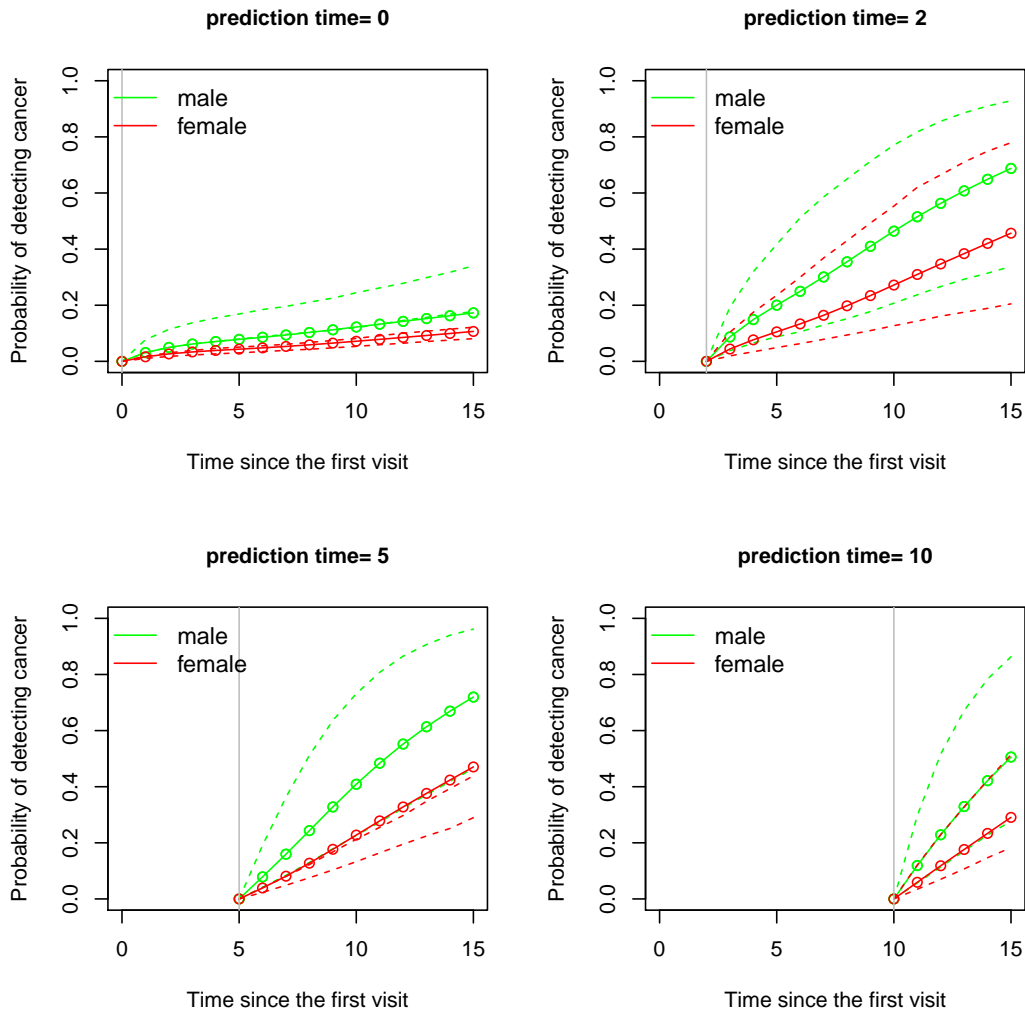 prediction time= 0
Probability of detecting cancer
0.0 0.2 0.4 0.6 0.8 1.0
male
female
0 5 10 15
Time since the first visit
prediction time= 2
Probability of detecting cancer
0.0 0.2 0.4 0.6 0.8 1.0
male
female
0 5 10 15
Time since the first visit
prediction time= 5
Probability of detecting cancer
0.0 0.2 0.4 0.6 0.8 1.0
male
female
0 5 10 15
Time since the first visit
prediction time= 10
Probability of detecting cancer
0.0 0.2 0.4 0.6 0.8 1.0
male
female
0 5 10 15
Time since the first visit